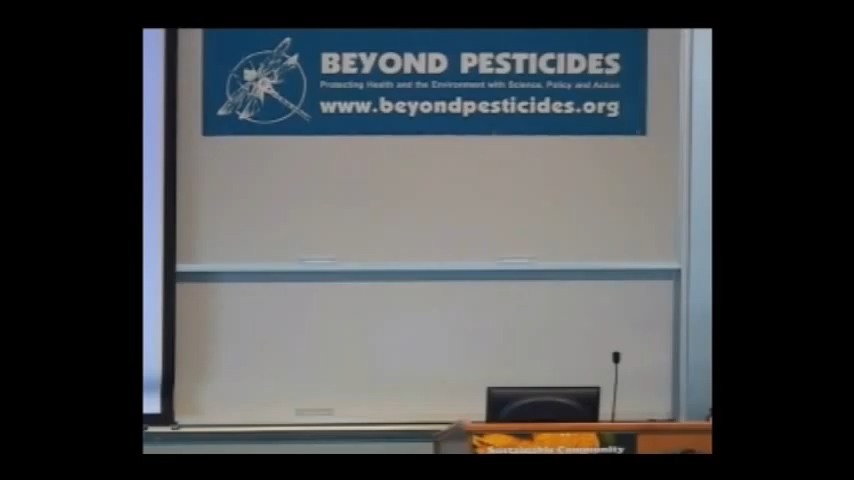 BEYOND PESTICIDES
Protecting Health and the Environment with Science, Policy and Action
www.beyondpesticides.org
Sustainable Community